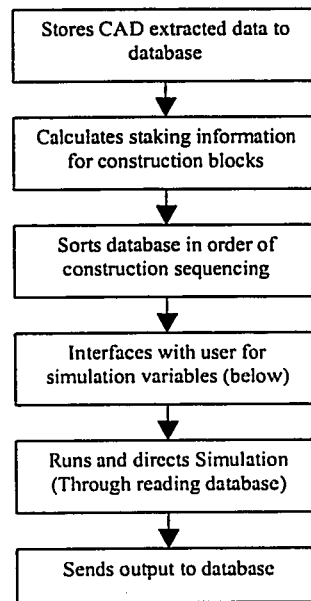 Stores CAD extracted data to
database
Calculates staking information
for construction blocks
Sorts database in order of
construction sequencing
Interfaces with user for
simulation variables (below)
Runs and directs Simulation
(Through reading database)
Sends output to database